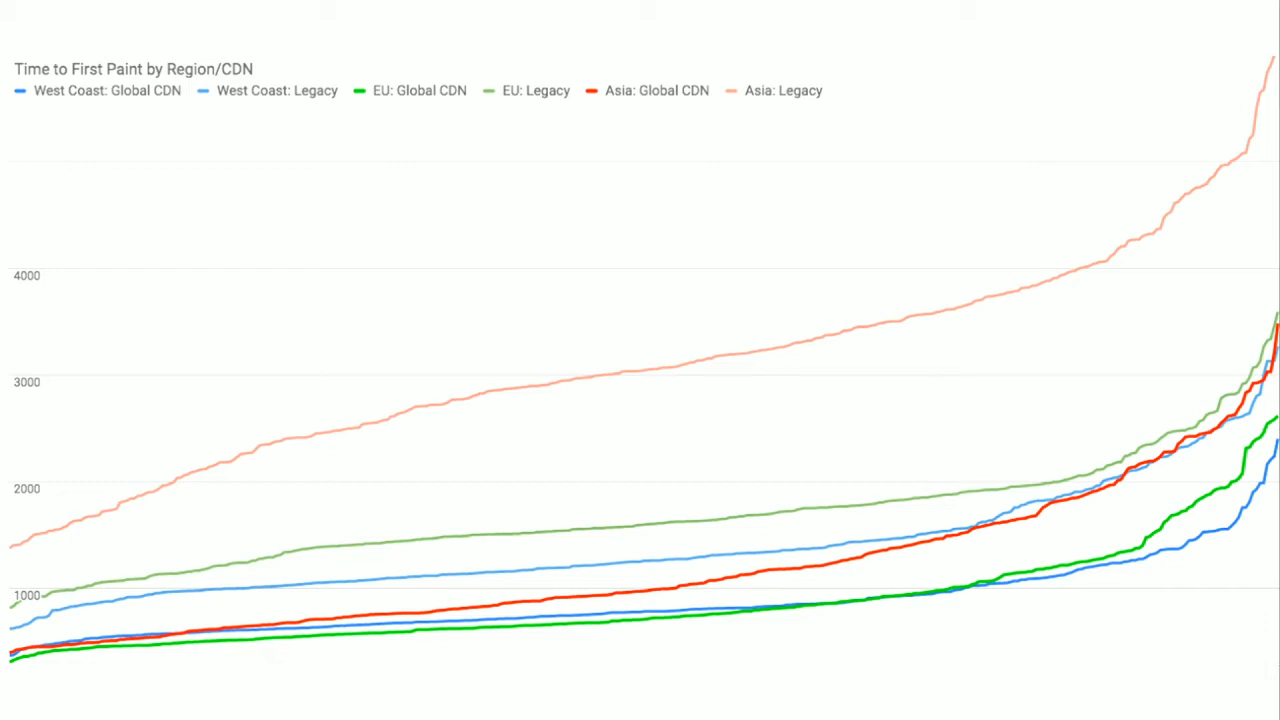 Time to First Paint by Region/CDN
West Coast: Global CDN West Coast: Legacy EU: Global CDN EU: Legacy Asia: Global CDN Asia: Legacy
4000
3000
2000
1000